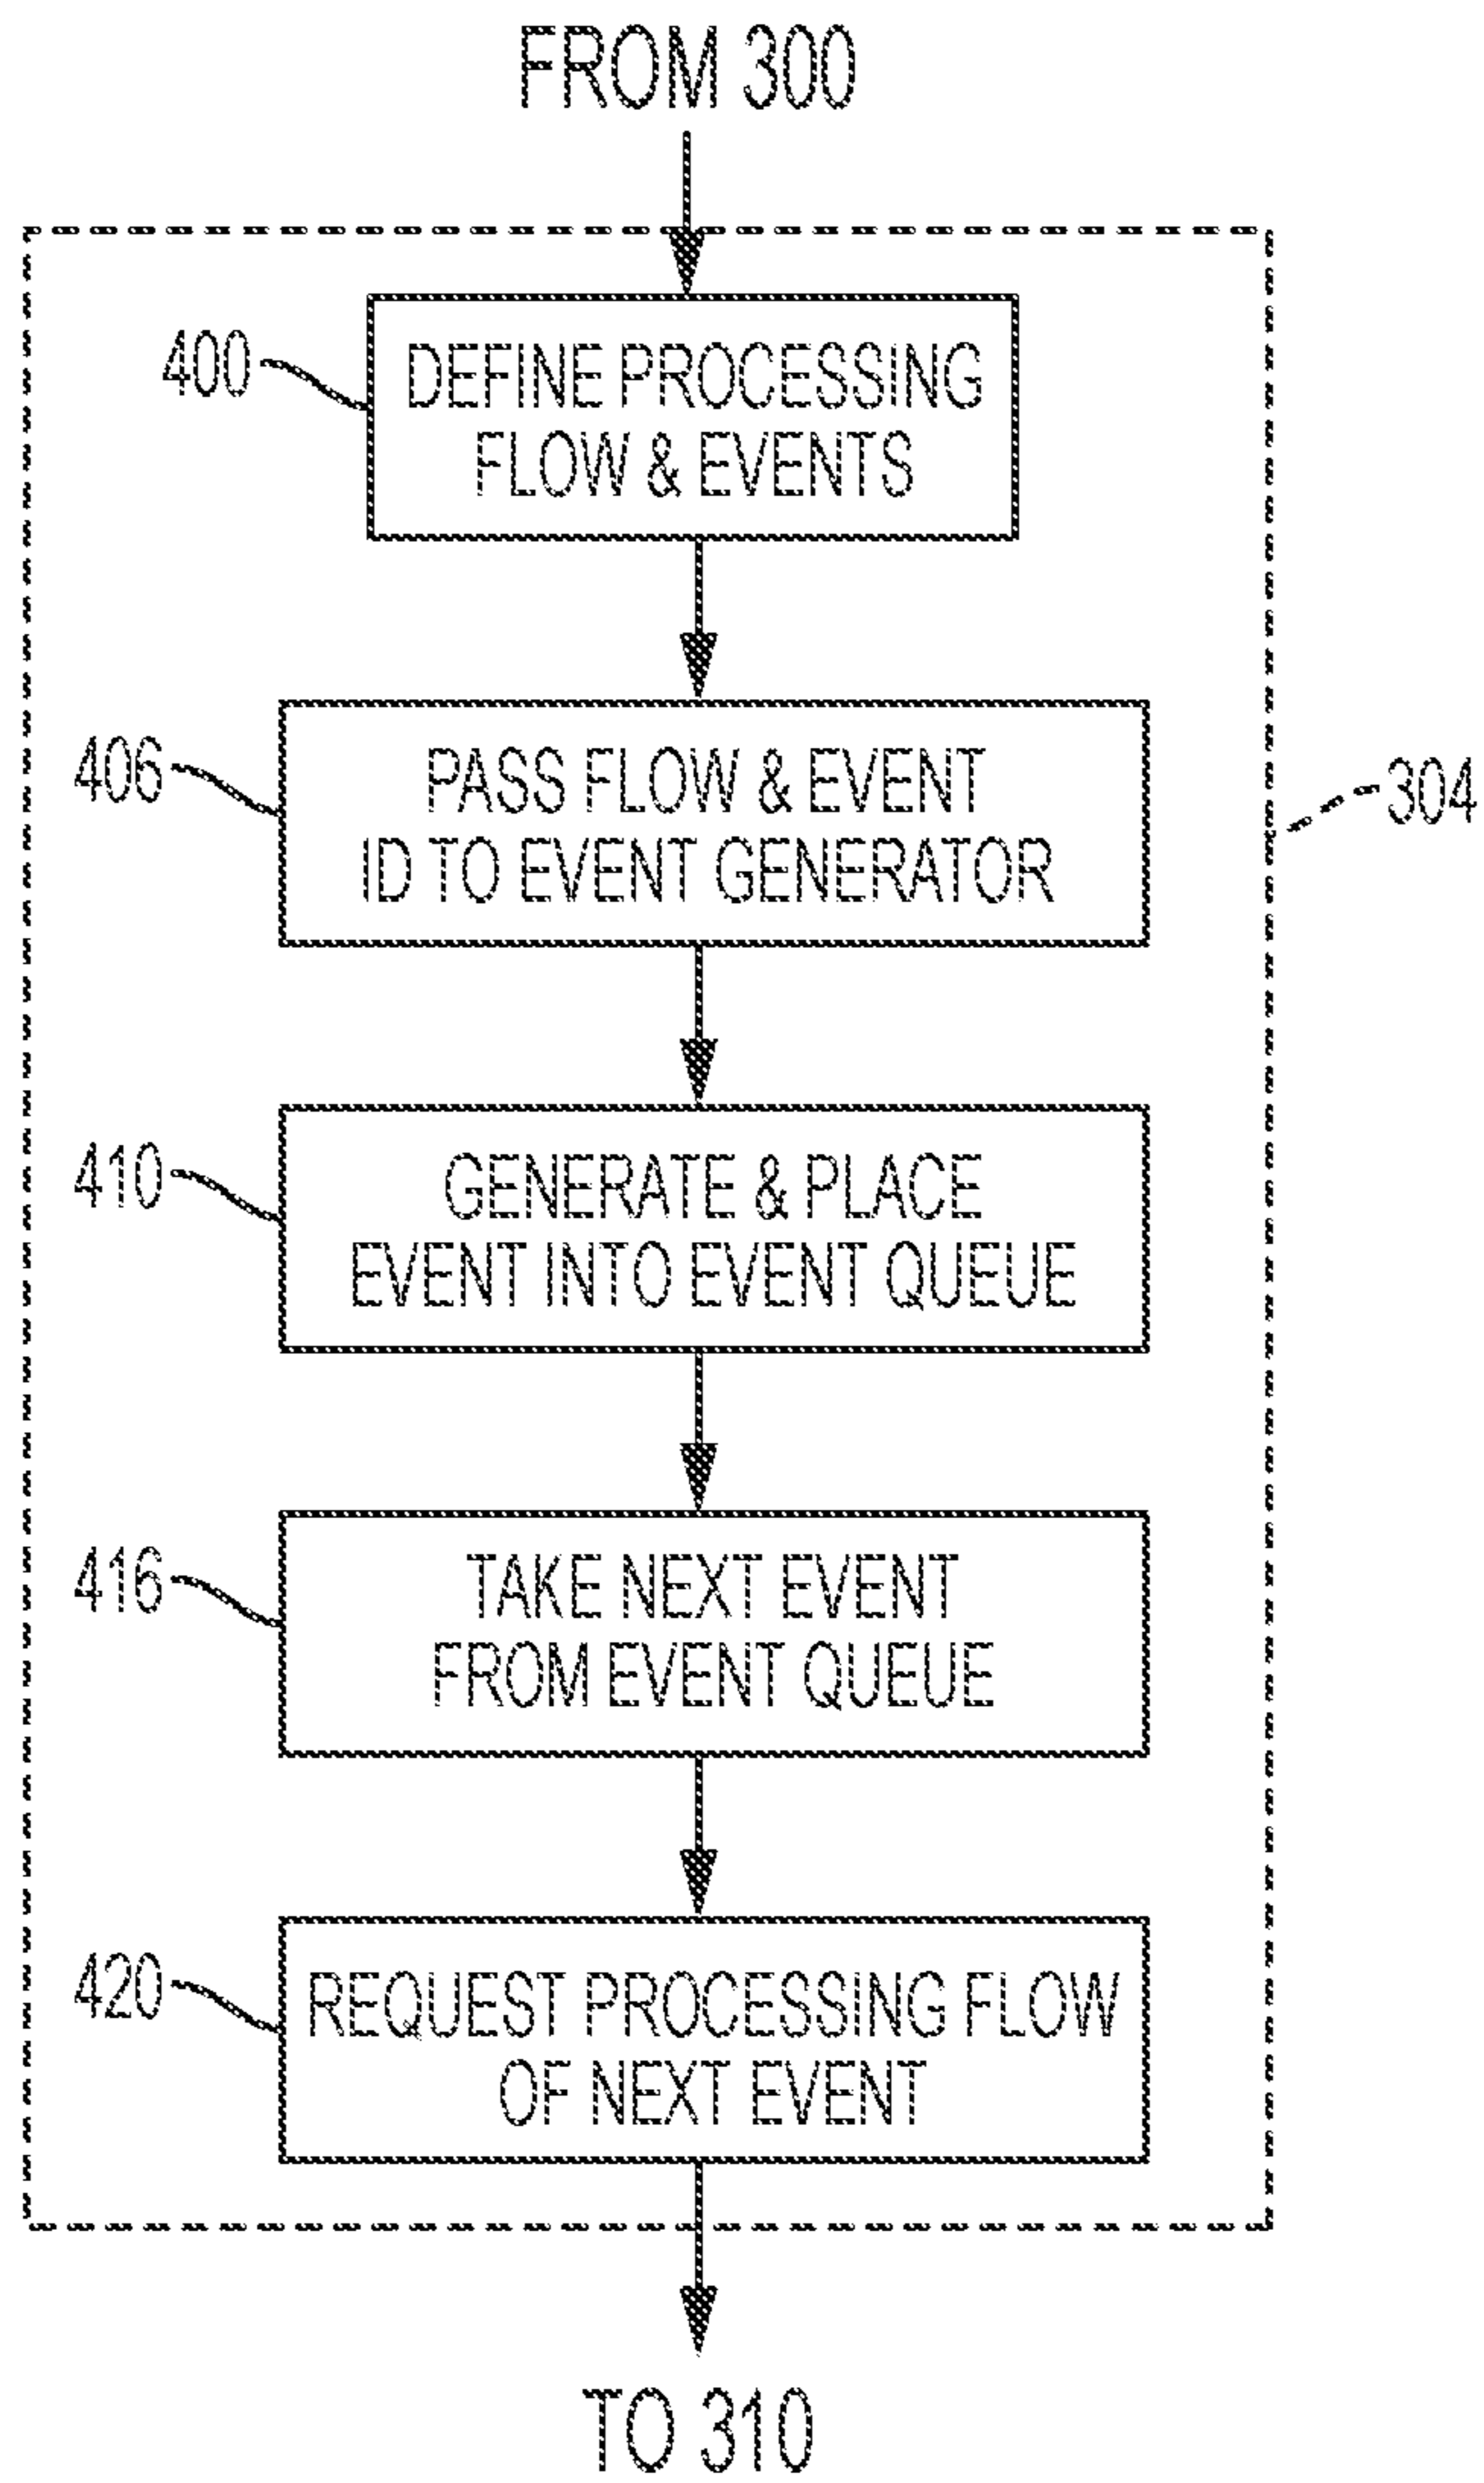 FROM 300
400
DEFINE PROCESSING
FLOW & EVENTS
406
PASS FLOW & EVENT
ID TO EVENT GENERATOR
304
410
GENERATE & PLACE
EVENT INTO EVENT QUEUE
416
TAKE NEXT EVENT
FROM EVENT QUEUE
420
REQUEST PROCESSING FLOW
OF NEXT EVENT
TO 310